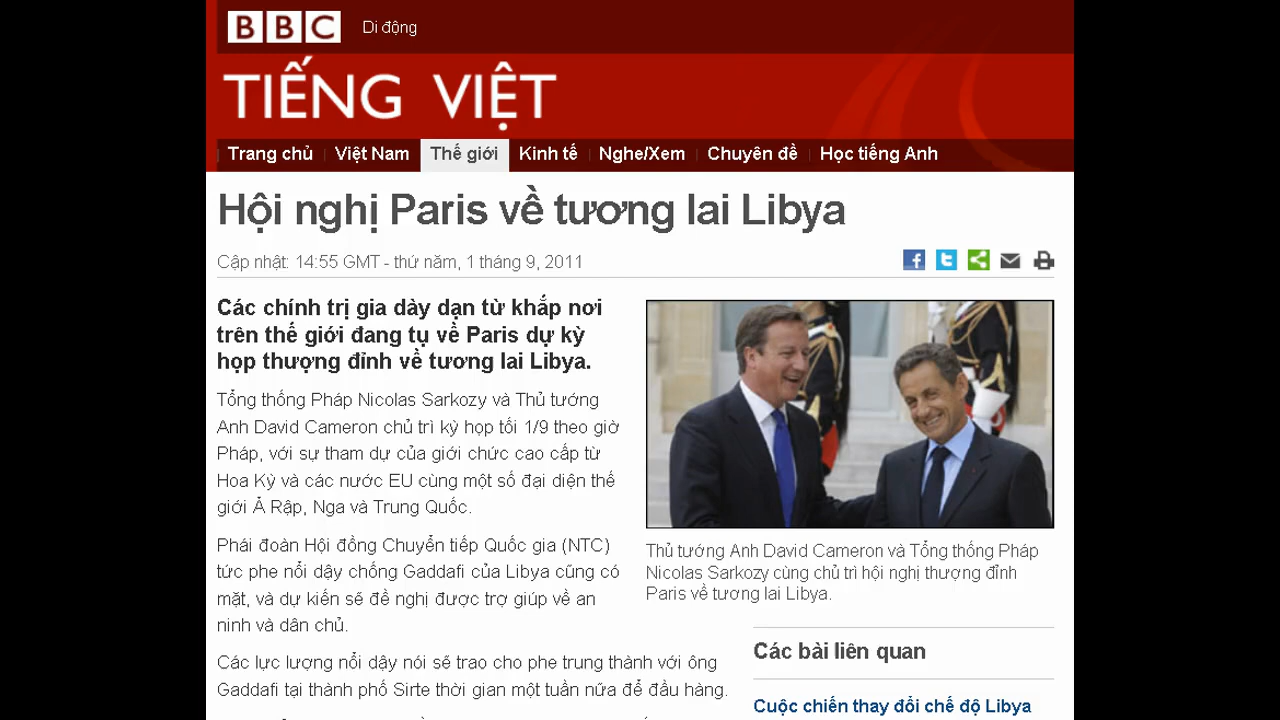 BBC Di động
TIẾNG VIỆT
Trang chủ Việt Nam Thế giới Kinh tế Nghe/Xem Chuyên đề Học tiếng Anh
Hội nghị Paris về tương lai Libya
Cập nhật: 14:55 GMT - thứ năm, 1 tháng 9, 2011
Các chính trị gia dày dạn từ khắp nơi
trên thế giới đang tụ về Paris dự kỳ
họp thượng đỉnh về tương lai Libya.
Tổng thống Pháp Nicolas Sarkozy và Thủ tướng
Anh David Cameron chủ trì kỳ họp tối 1/9 theo giờ
Pháp, với sự tham dự của giới chức cao cấp từ
Hoa Kỳ và các nước EU cùng một số đại diện thế
giới Ả Rập, Nga và Trung Quốc.
Phái đoàn Hội đồng Chuyển tiếp Quốc gia (NTC)
tức phe nổi dậy chống Gaddafi của Libya cũng có
mặt, và dự kiến sẽ đề nghị được trợ giúp về an
ninh và dân chủ.
Các lực lượng nổi dậy nói sẽ trao cho phe trung thành với ông
Gaddafi tại thành phố Sirte thời gian một tuần nữa để đầu hàng.
Thủ tướng Anh David Cameron và Tổng thống Pháp
Nicolas Sarkozy cùng chủ trì hội nghị thượng đỉnh
Paris về tương lai Libya.
Các bài liên quan
Cuộc chiến thay đổi chế độ Libya